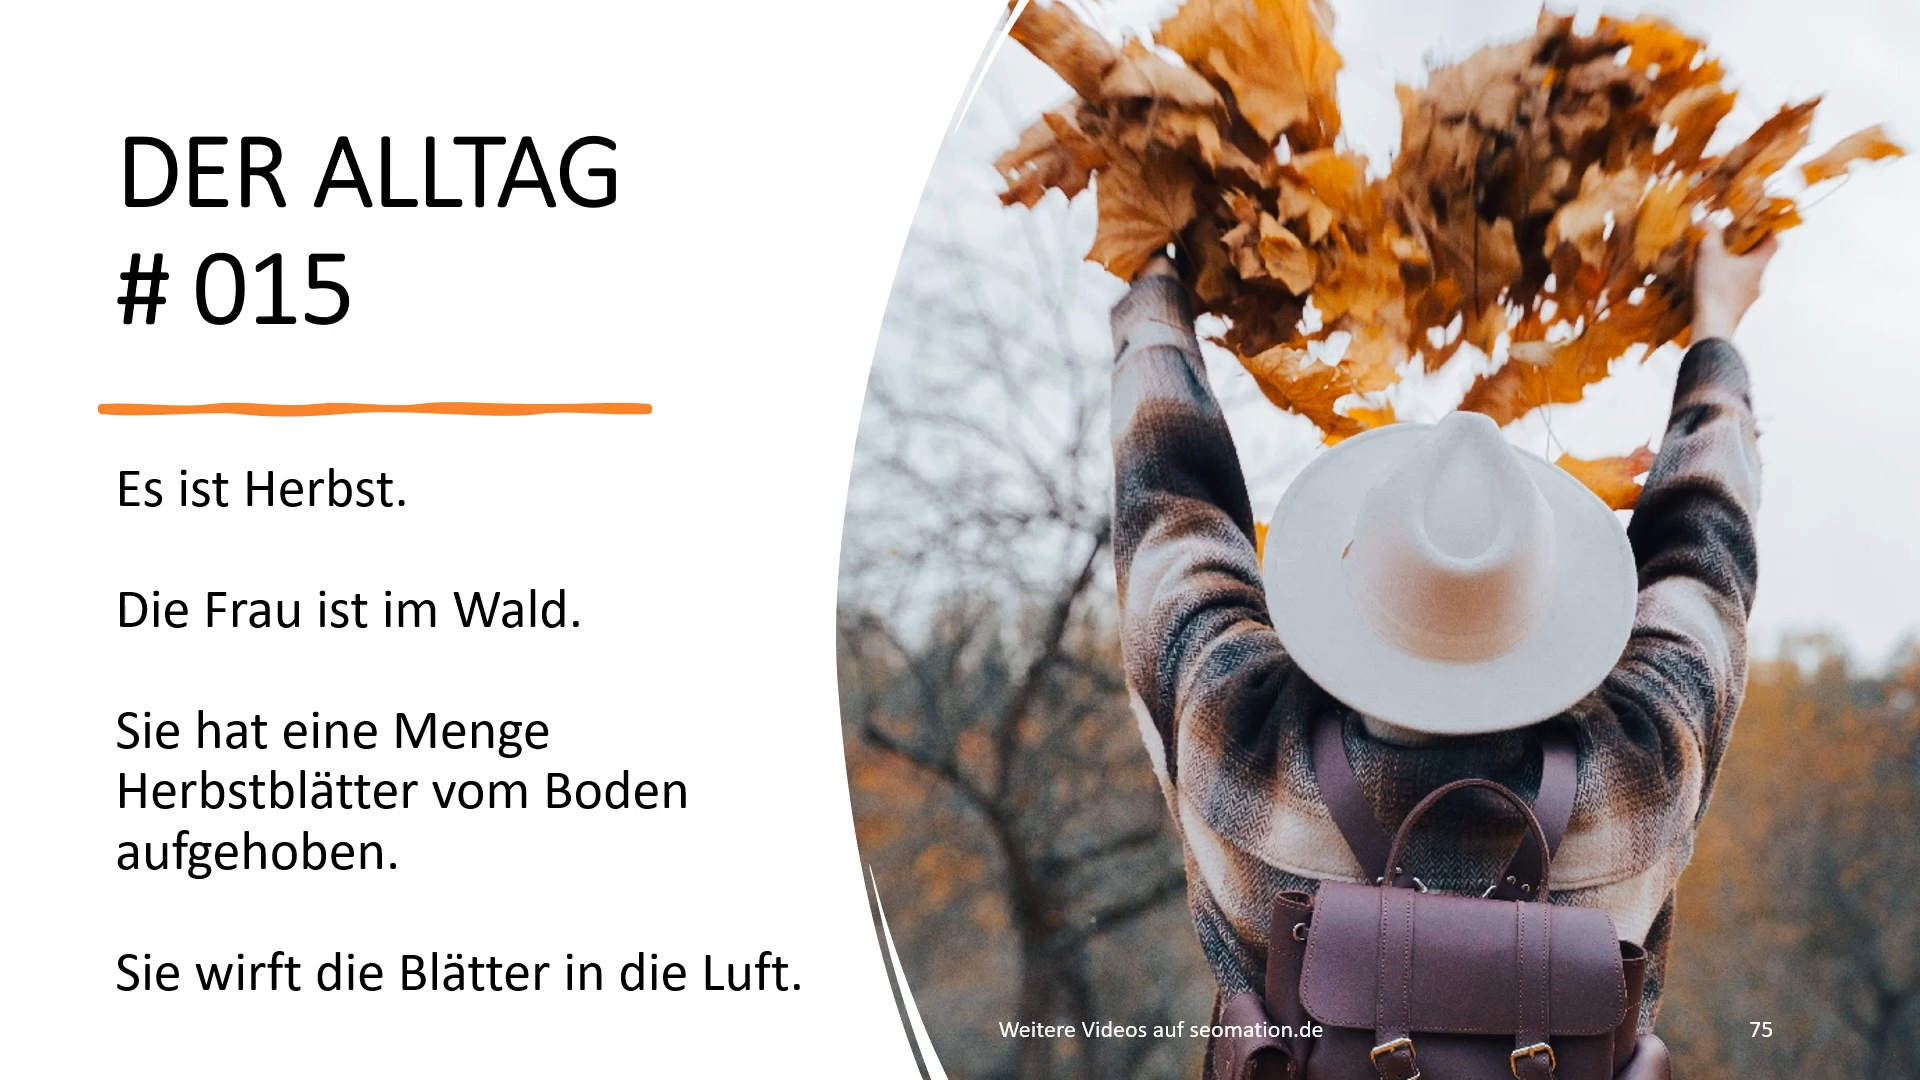 DER ALLTAG
# 015
Es ist Herbst.
Die Frau ist im Wald.
Sie hat eine Menge
Herbstblätter vom Boden
aufgehoben.
Sie wirft die Blätter in die Luft.
Weitere Videos auf seomation.de
75